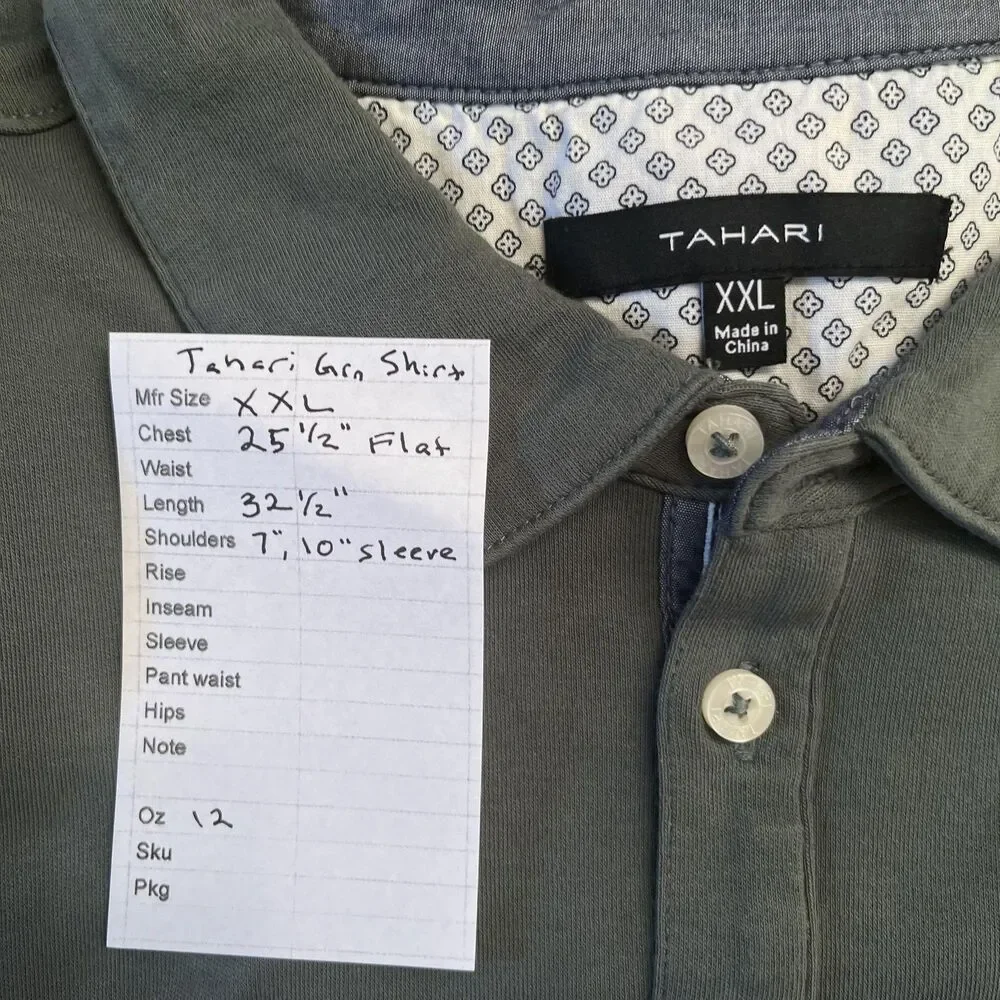 TAHARI
XXL
Made in
China
Tahari Grn Shirt
Mfr Size XXL
Chest 25 1/2" Flat
Waist
Length 32 1/2"
Shoulders 7", 10" sleeve
Rise
Inseam
Sleeve
Pant waist
Hips
Note
Oz 12
Sku
Pkg